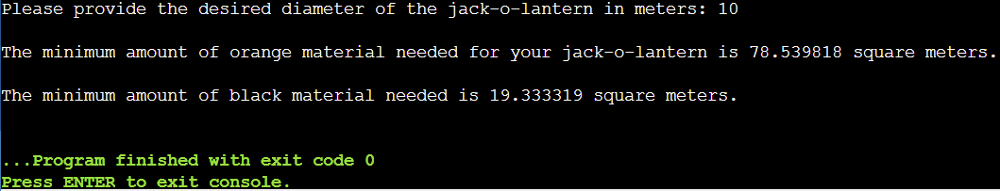 Please provide the desired diameter of the jack-o-lantern in meters: 10
The minimum amount of orange material needed for your jack-o-lantern is 78.539818 square meters.
The minimum amount of black material needed is 19.333319 square meters.
...Program finished with exit code 0
Press ENTER to exit console.